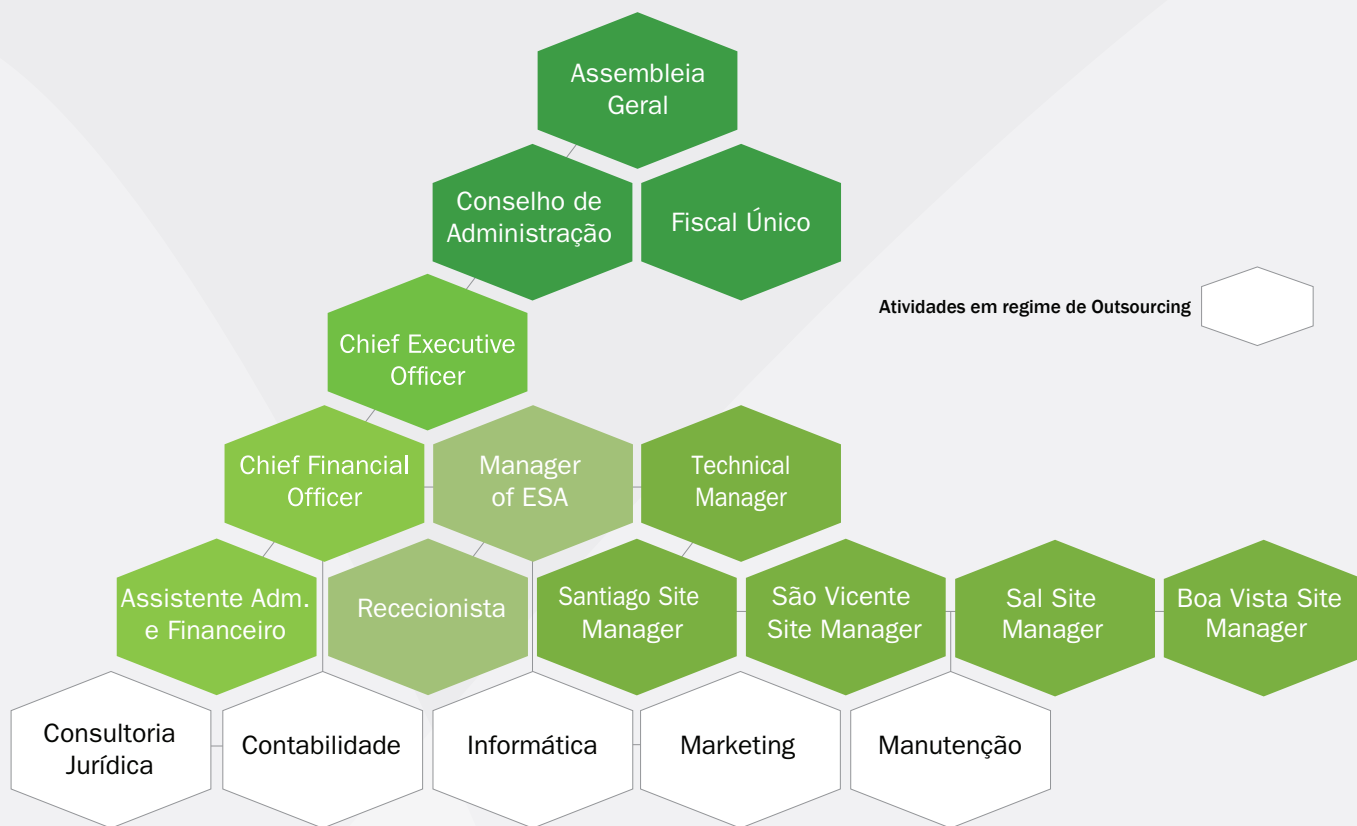 Assembleia
Geral
Conselho de
Administração
Fiscal Único
Atividades em regime de Outsourcing
Chief Executive
Officer
Chief Financial
Officer
Manager
of ESA
Technical
Manager
Assistente Adm.
e Financeiro
Rececionista
Santiago Site
Manager
São Vicente
Site Manager
Sal Site
Manager
Boa Vista Site
Manager
Consultoria
Jurídica
Contabilidade
Informática
Marketing
Manutenção